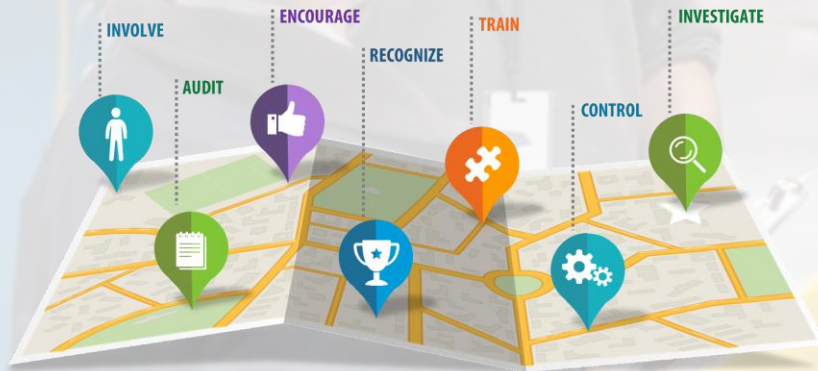 INVOLVE
AUDIT
ENCOURAGE
RECOGNIZE
TRAIN
CONTROL
INVESTIGATE